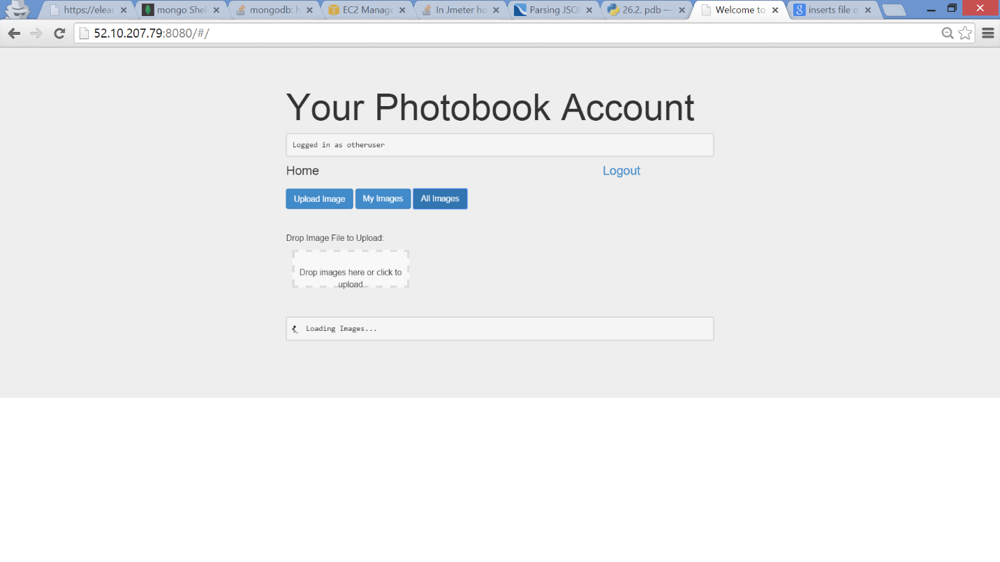 https://elear
mongo Shel
mongodb: h
EC2 Manage
In Jmeter ho
Parsing JSO
26.2. pdb —
Welcome to
inserts file o
52.10.207.79:8080/#/
Your Photobook Account
Logged in as otheruser
Home Logout
Upload Image My Images All Images
Drop Image File to Upload:
Drop images here or click to
upload
Loading Images...